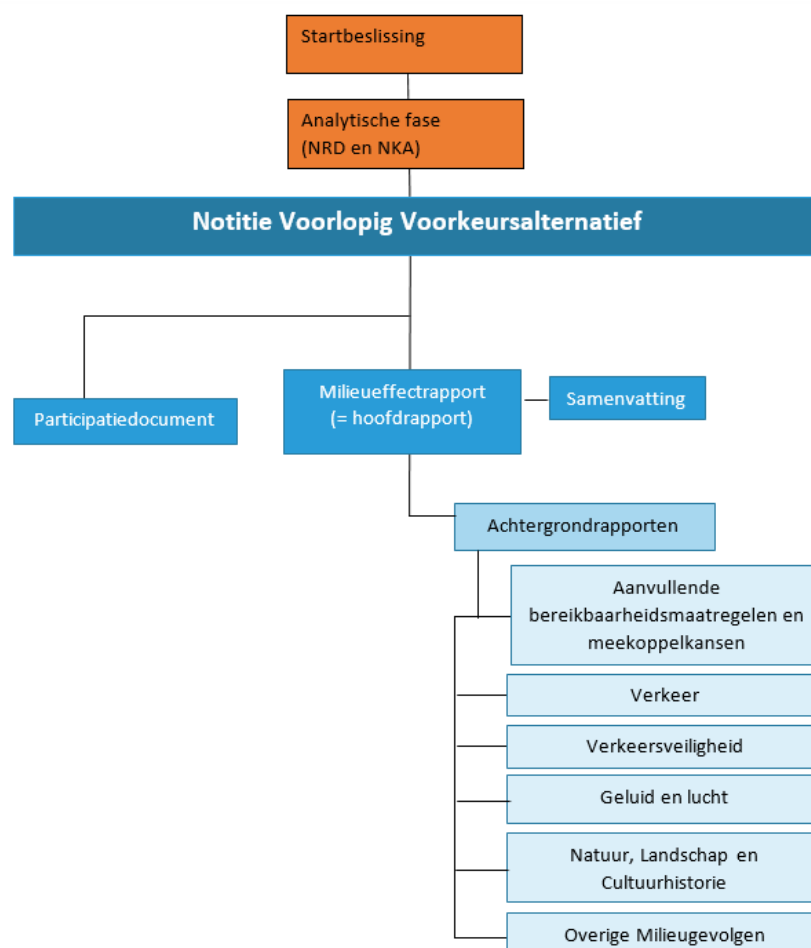 Startbeslissing
Analytische fase
(NRD en NKA)
Notitie Voorlopig Voorkeursalternatief
Participatiedocument
Milieueffectrapport
(= hoofdrapport)
Samenvatting
Achtergrondrapporten
Aanvullende
bereikbaarheidsmaatregelen en
meekoppelkansen
Verkeer
Verkeersveiligheid
Geluid en lucht
Natuur, Landschap en
Cultuurhistorie
Overige Milieugevolgen